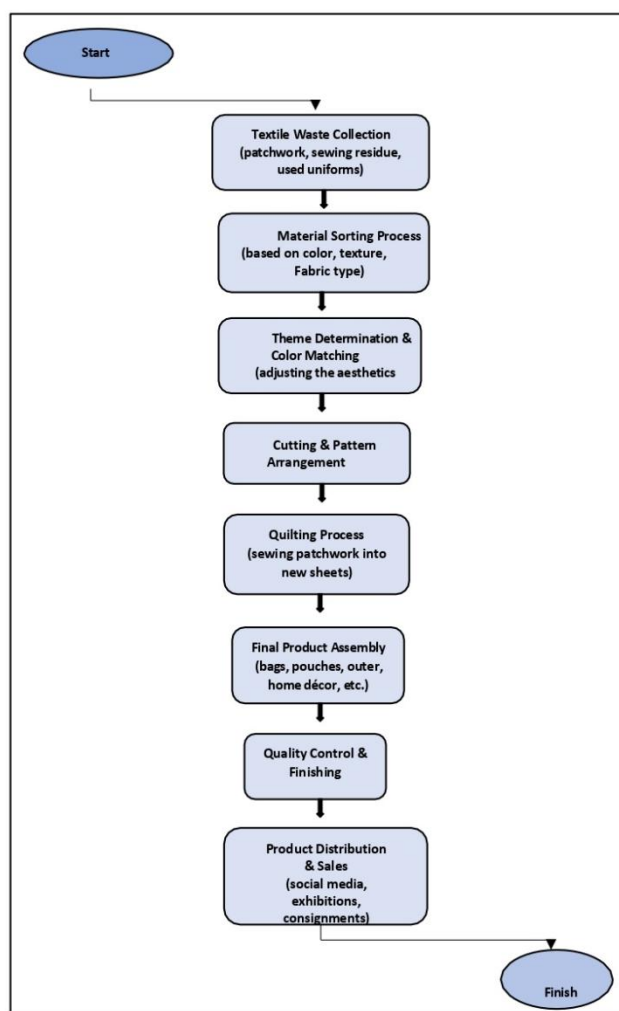 Start
Textile Waste Collection
(patchwork, sewing residue,
used uniforms)
Material Sorting Process
(based on color, texture,
Fabric type)
Theme Determination &
Color Matching
(adjusting the aesthetics
Cutting & Pattern
Arrangement
Quilting Process
(sewing patchwork into
new sheets)
Final Product Assembly
(bags, pouches, outer,
home décor, etc.)
Quality Control &
Finishing
Product Distribution
& Sales
(social media,
exhibitions,
consignments)
Finish